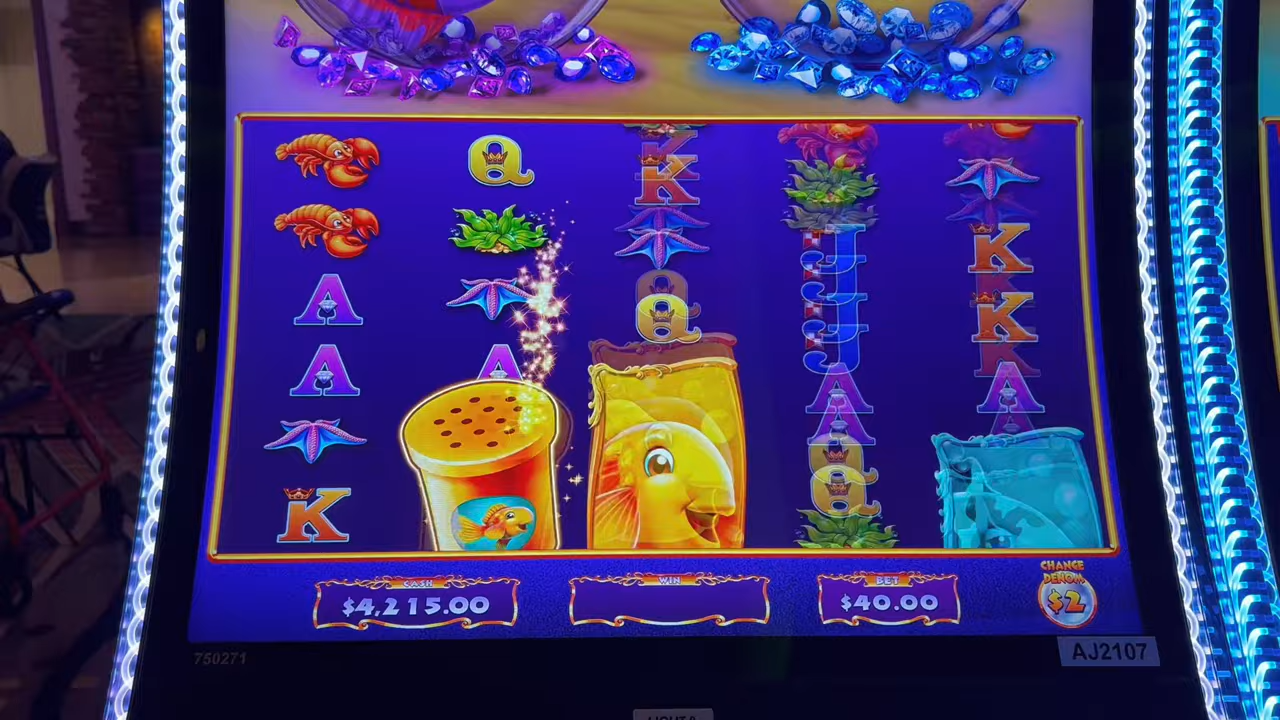 Q
K
K
A
J
K
A
J
K
Q
A
A
A
Q
K
CASH
WIN
BET
CHANGE
DENOM
$4,215.00
$40.00
$2
750271
AJ2107